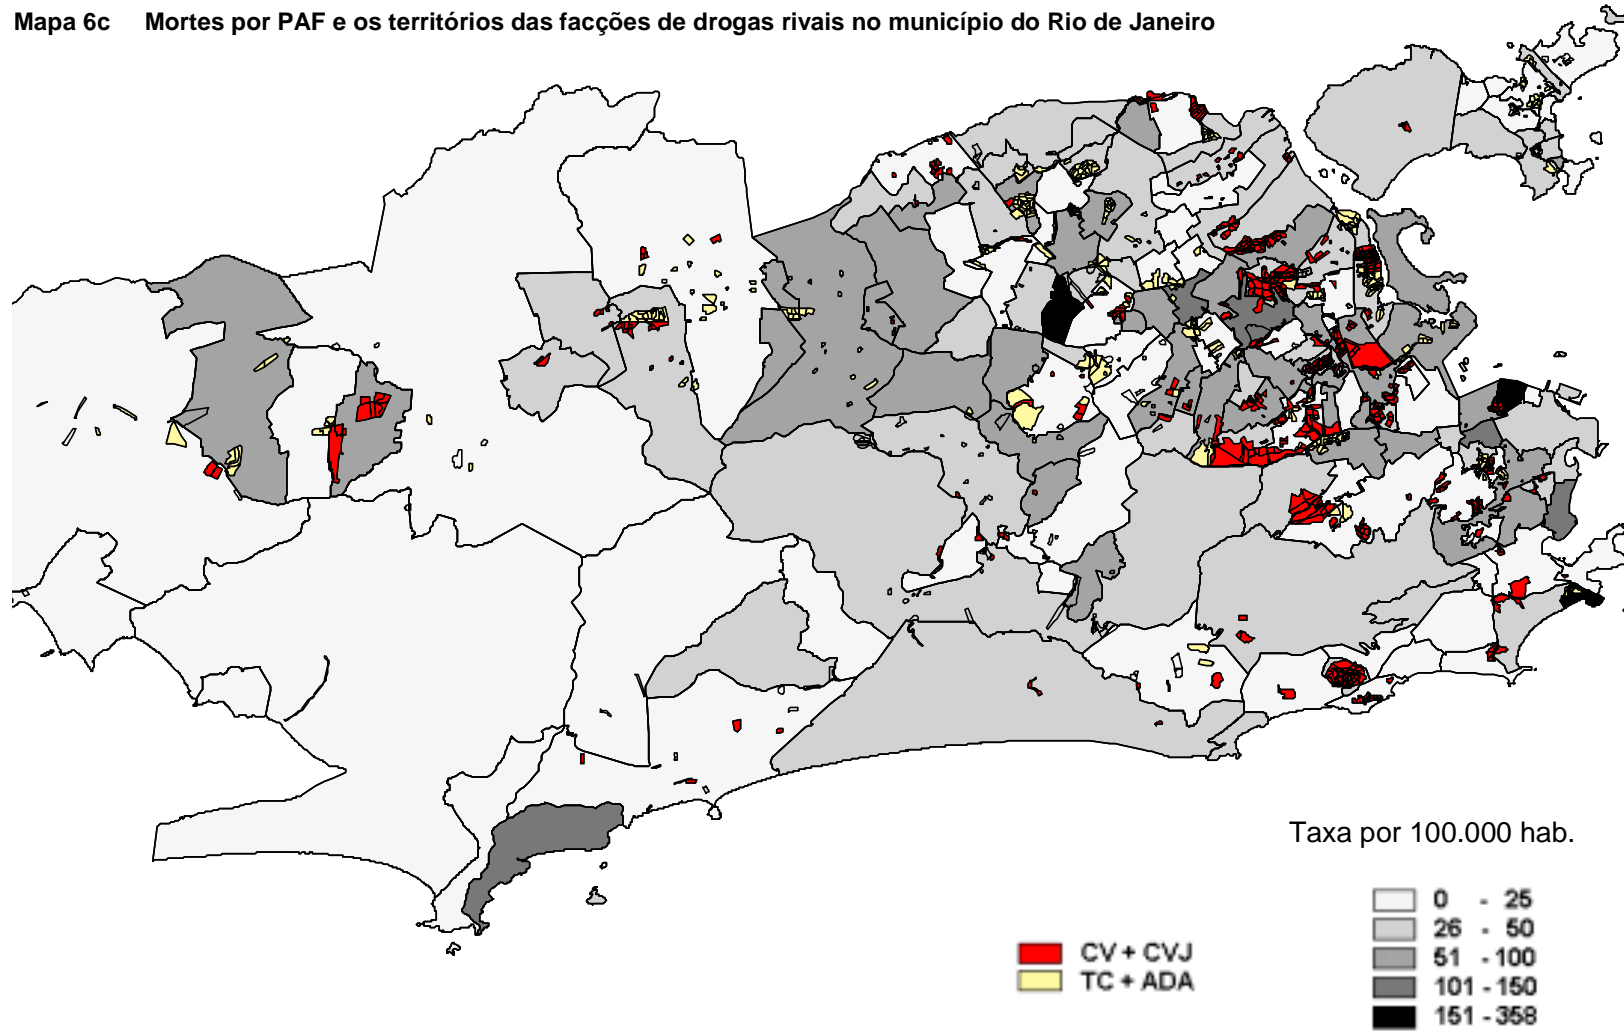 Mapa 6c Mortes por PAF e os territórios das facções de drogas rivais no município do Rio de Janeiro
Taxa por 100.000 hab.
0 - 25
26 - 50
51 - 100
101 - 150
151 - 358
CV + CVJ
TC + ADA